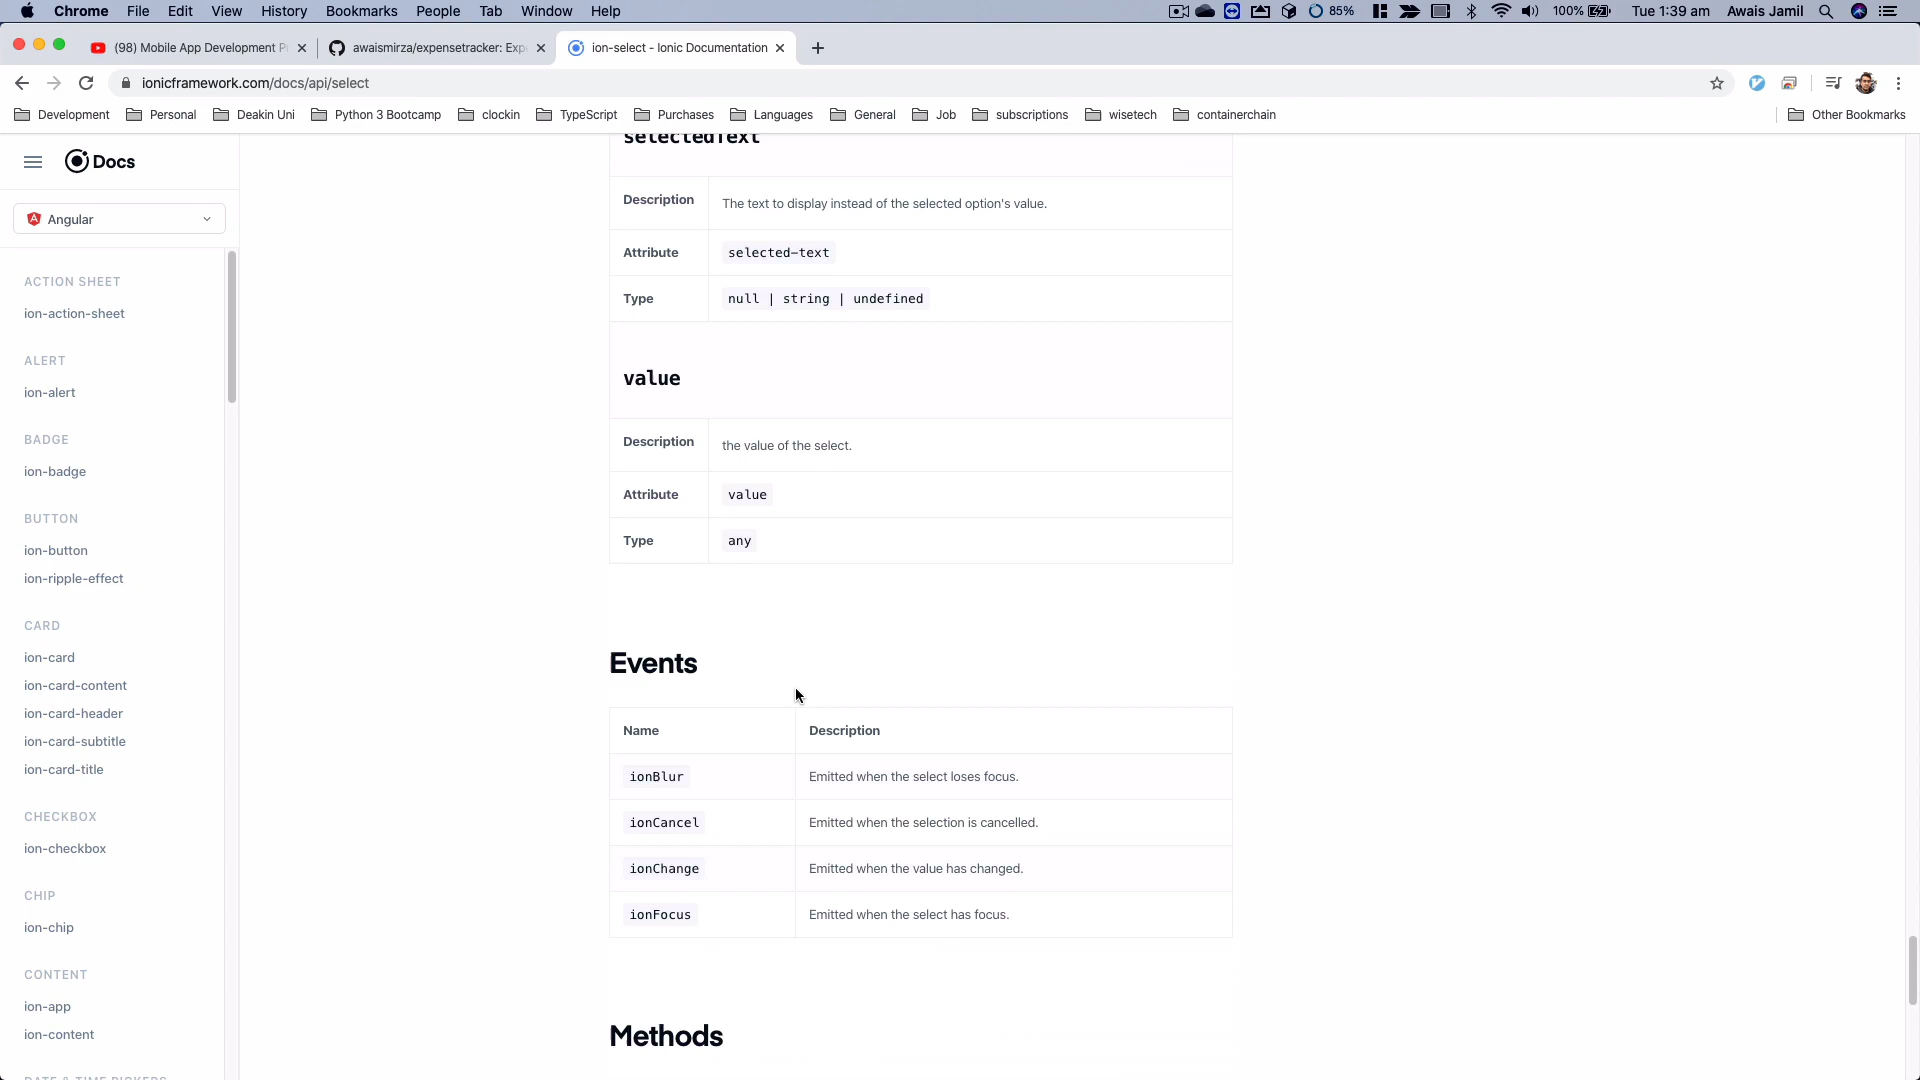 Chrome File Edit View History Bookmarks People Tab Window Help 85% 100% Tue 1:39 am Awais Jamil
(98) Mobile App Development P awaismirza/expensetracker: Exp ion-select - Ionic Documentation
ionicframework.com/docs/api/select
Development Personal Deakin Uni Python 3 Bootcamp clockin TypeScript Purchases Languages General Job subscriptions wisetech containerchain Other Bookmarks
Docs
Angular
ACTION SHEET
ion-action-sheet
ALERT
ion-alert
BADGE
ion-badge
BUTTON
ion-button
ion-ripple-effect
CARD
ion-card
ion-card-content
ion-card-header
ion-card-subtitle
ion-card-title
CHECKBOX
ion-checkbox
CHIP
ion-chip
CONTENT
ion-app
ion-content
DATE & TIME PICKERS
selectedText
Description The text to display instead of the selected option's value.
Attribute selected-text
Type null | string | undefined
value
Description the value of the select.
Attribute value
Type any
Events
Name Description
ionBlur Emitted when the select loses focus.
ionCancel Emitted when the selection is cancelled.
ionChange Emitted when the value has changed.
ionFocus Emitted when the select has focus.
Methods